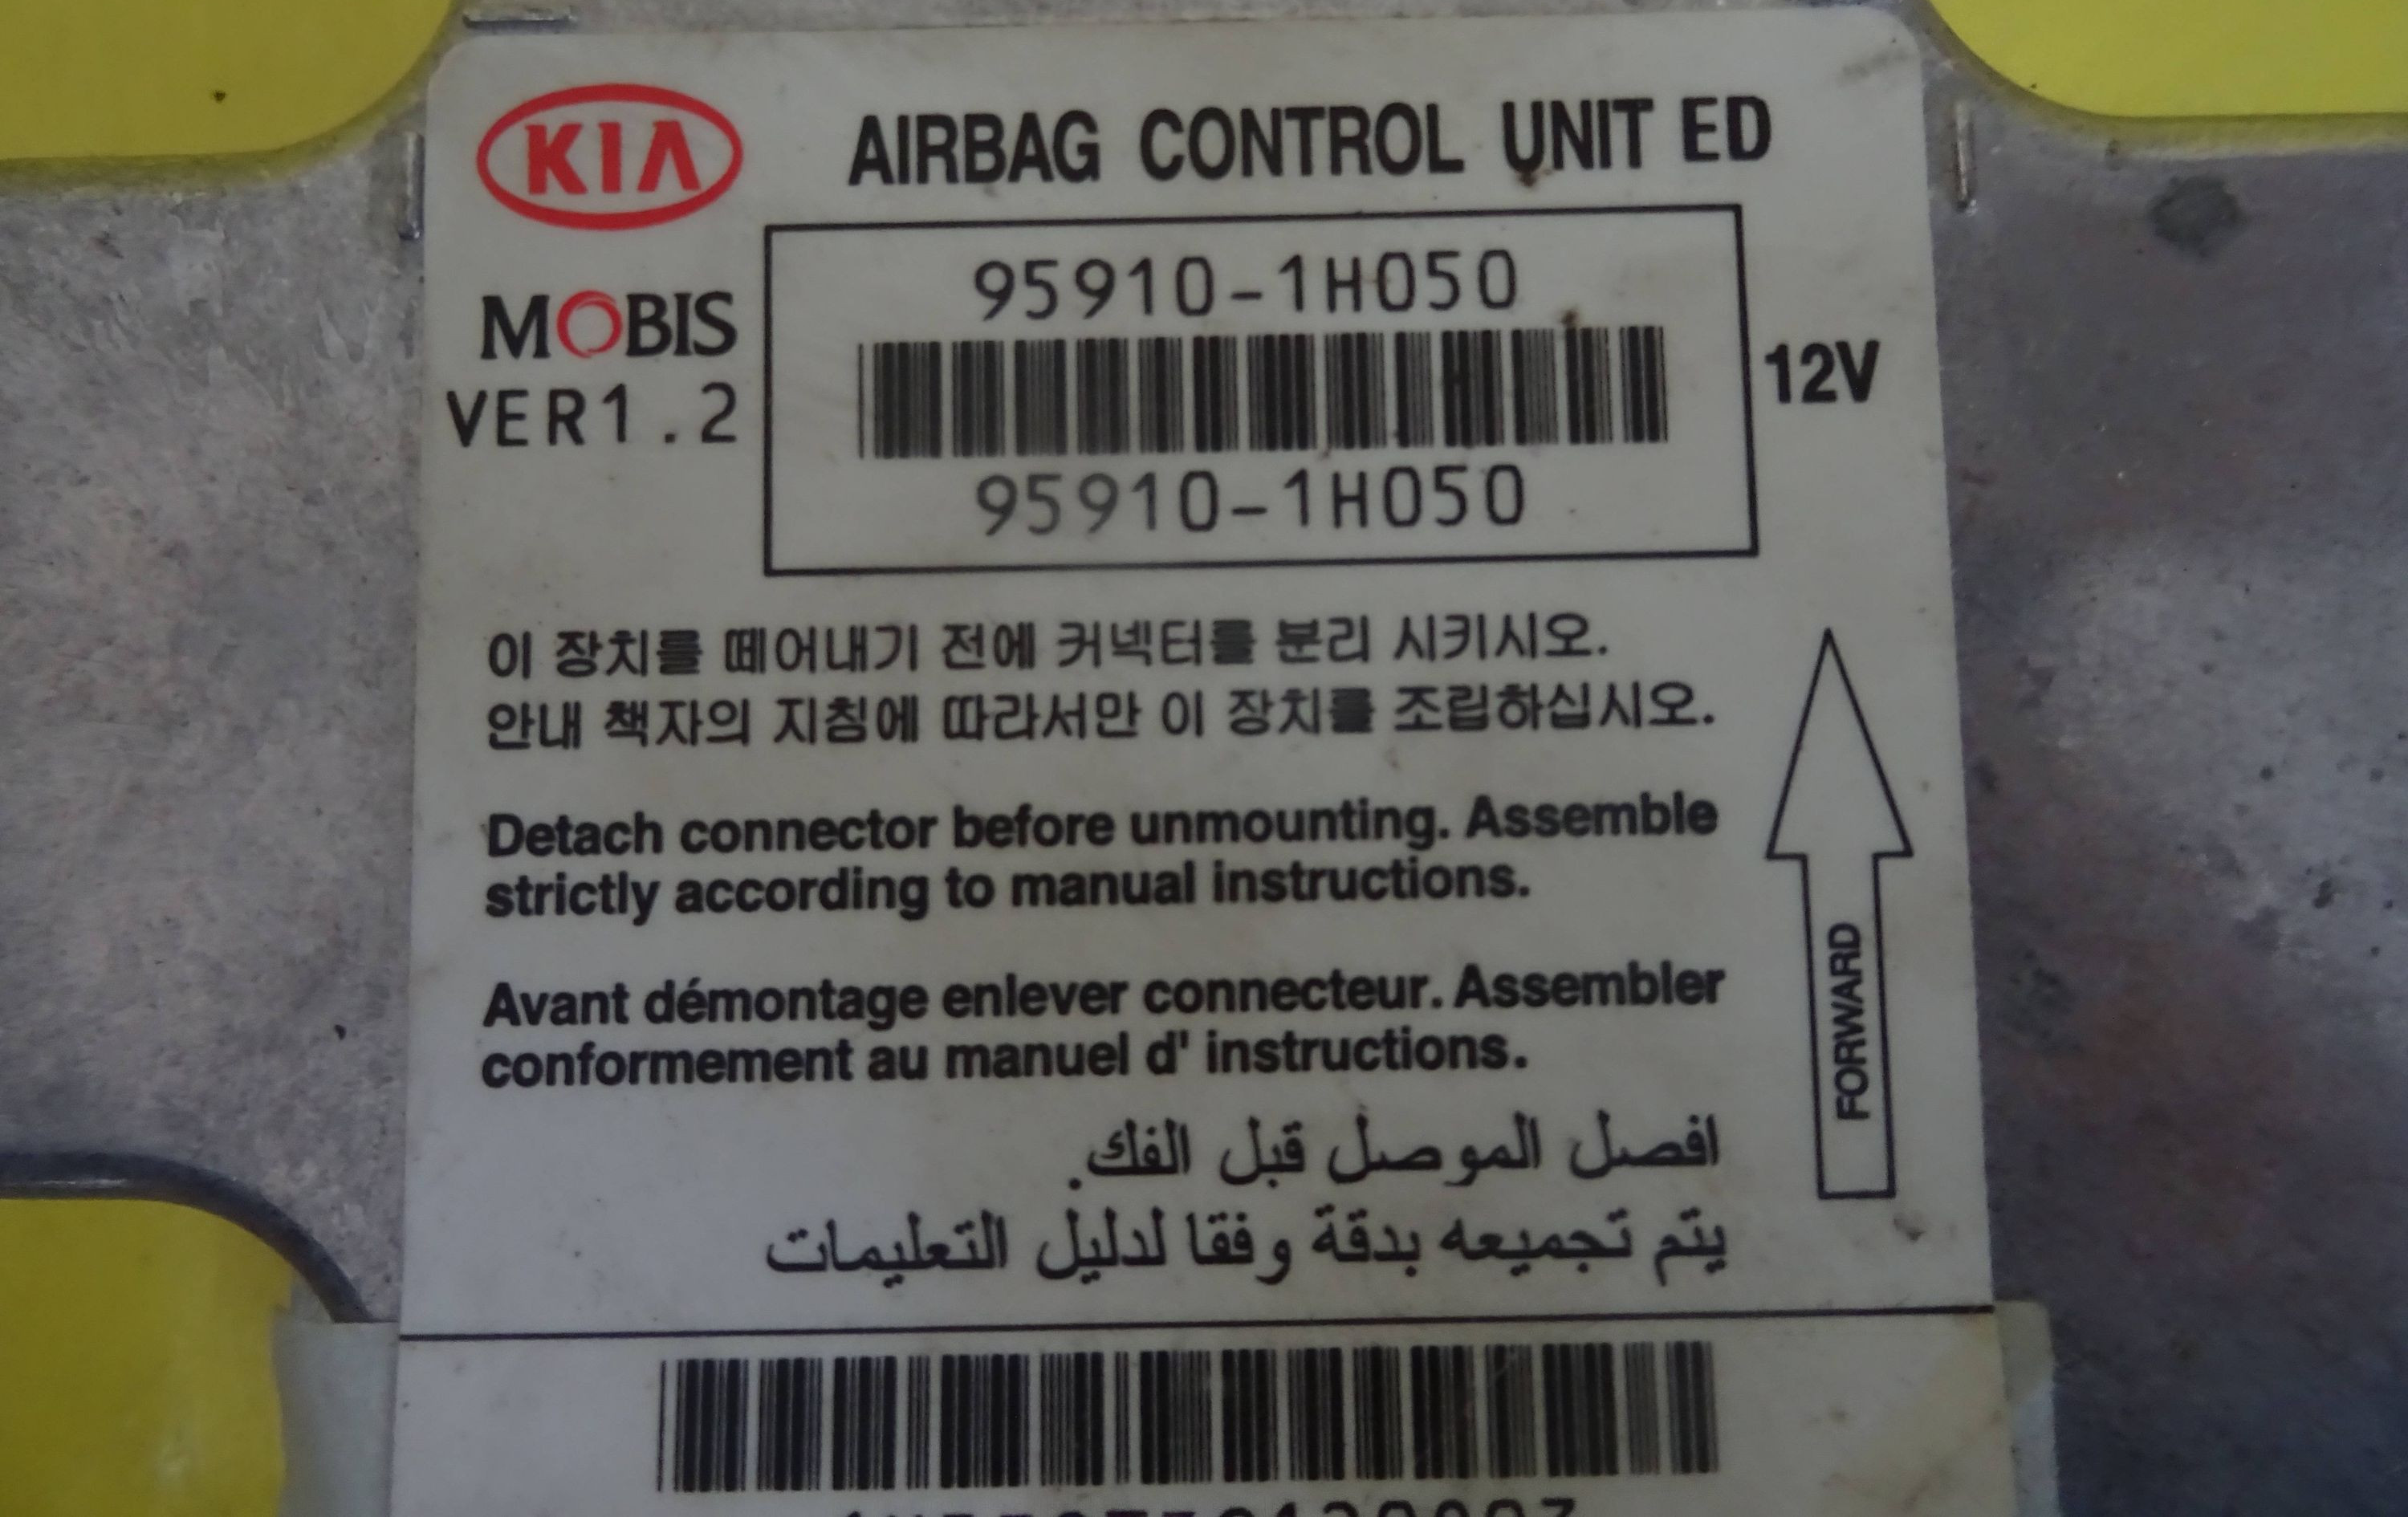 KIA
AIRBAG CONTROL UNIT ED
MOBIS
VER1.2
95910-1H050
95910-1H050
12V
이 장치를 떼어내기 전에 커넥터를 분리 시키시오.
안내 책자의 지침에 따라서만 이 장치를 조립하십시오.
Detach connector before unmounting. Assemble
strictly according to manual instructions.
Avant démontage enlever connecteur. Assembler
conformement au manuel d' instructions.
افصل الموصل قبل الفك.
يتم تجميعه بدقة وفقا لدليل التعليمات
FORWARD